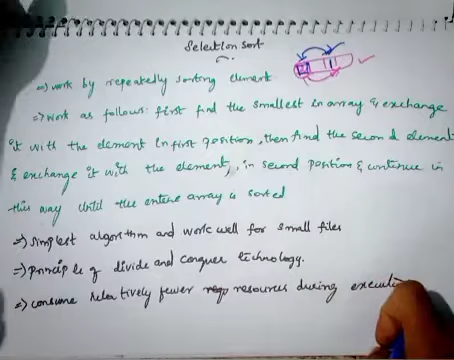 Selection Sort
=> work by repeatedly sorting element
=> Work as follows: first find the smallest in array & exchange
it with the element in first position, then find the second element
& exchange it with the element, in second position & continue in
this way until the entire array is sorted
=> Simplest algorithm and work well for small files
=> principle of divide and conquer technology.
=> consume relatively fewer resources during executi